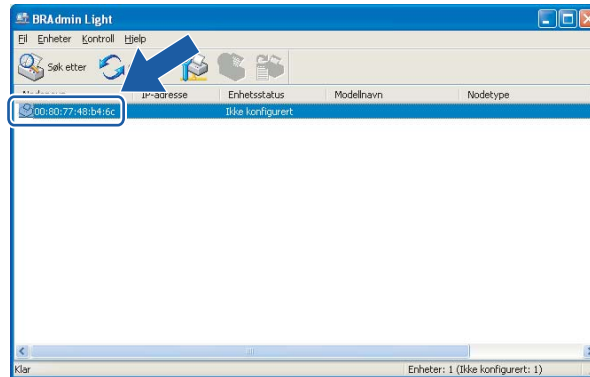 BRAdmin Light
Fil Enheter Kontroll Hjelp
Søk etter
IP-adresse Enhetsstatus Modellnavn Nodetype
00:80:77:48:b4:6c Ikke konfigurert
Klar Enheter: 1 (Ikke konfigurert: 1)